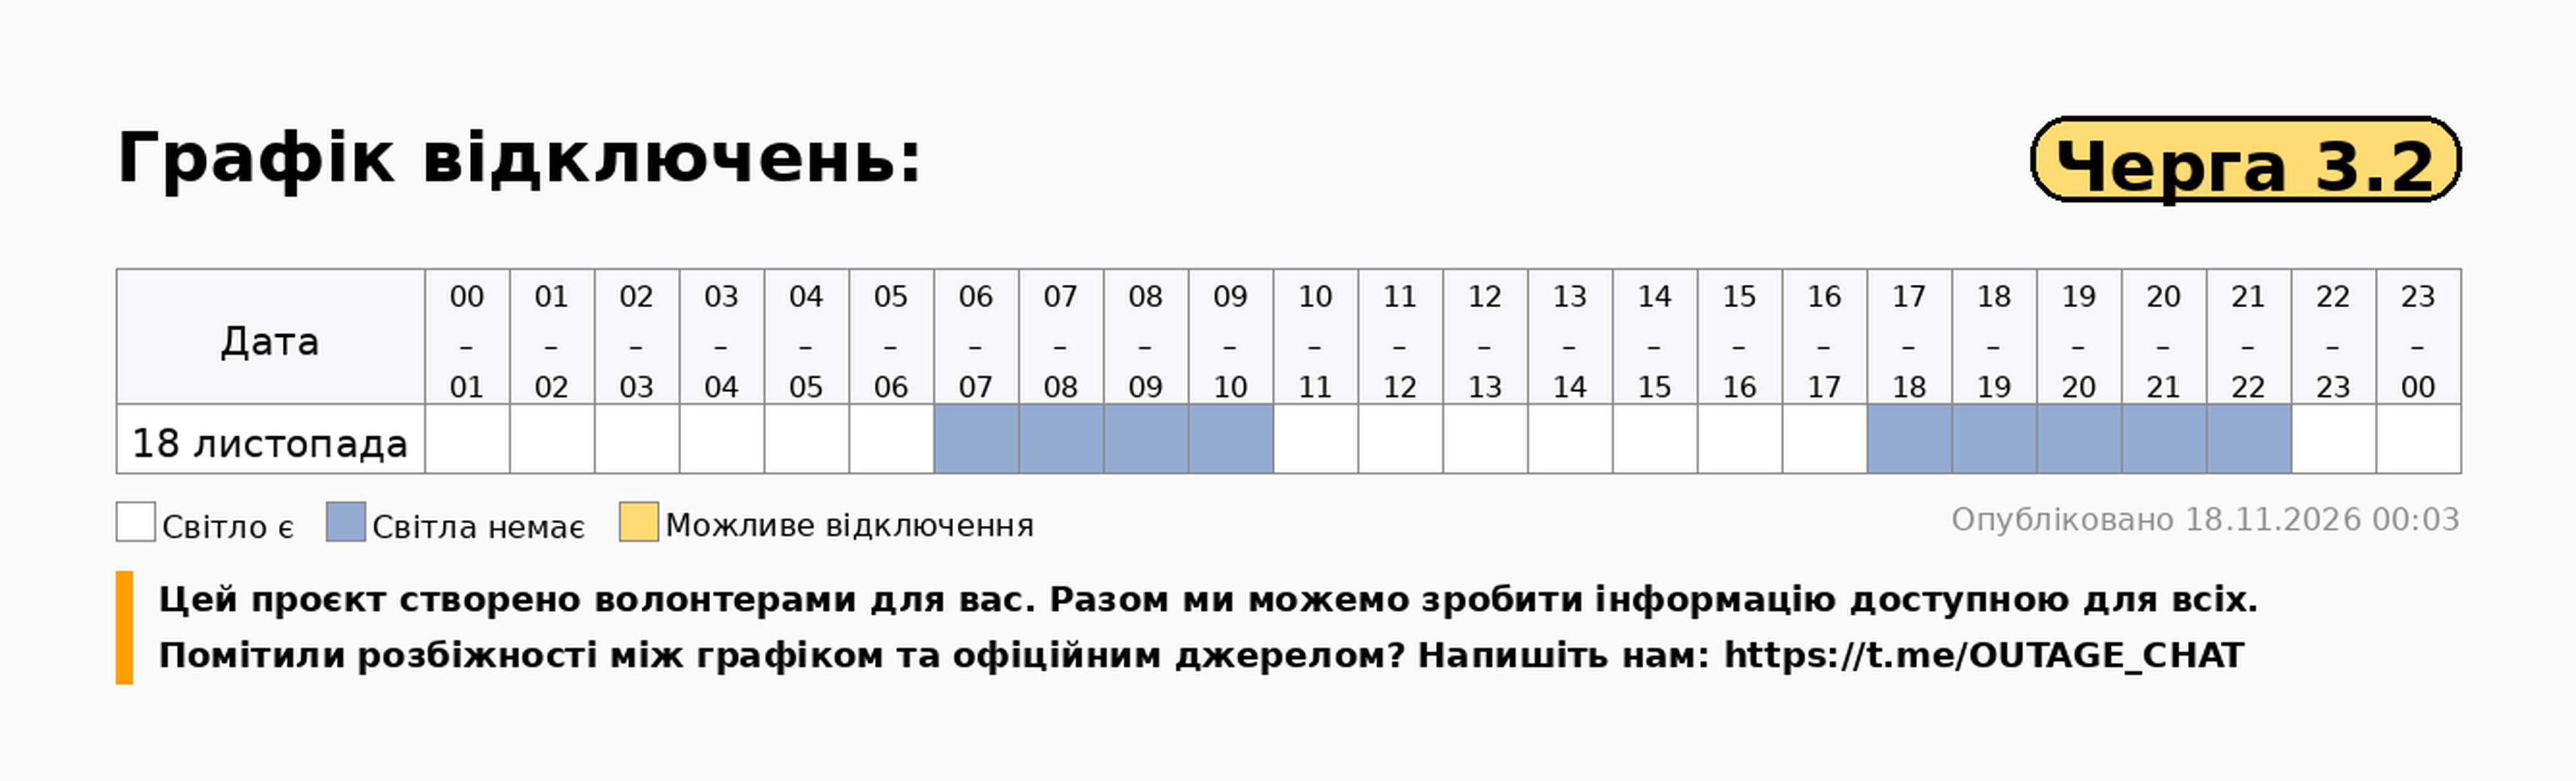 Графік відключень:
Черга 3.2
Дата 00–01 01–02 02–03 03–04 04–05 05–06 06–07 07–08 08–09 09–10 10–11 11–12 12–13 13–14 14–15 15–16 16–17 17–18 18–19 19–20 20–21 21–22 22–23 23–00
18 листопада
Світло є Світла немає Можливе відключення
Опубліковано 18.11.2026 00:03
Цей проєкт створено волонтерами для вас. Разом ми можемо зробити інформацію доступною для всіх.
Помітили розбіжності між графіком та офіційним джерелом? Напишіть нам: https://t.me/OUTAGE_CHAT